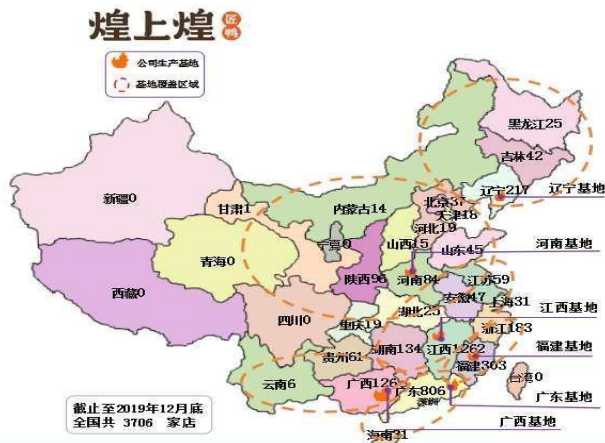 煌上煌
匠鸭
公司生产基地
基地覆盖区域
黑龙江25
吉林42
辽宁217
辽宁基地
新疆0
甘肃1
内蒙古14
北京37
天津18
河北19
宁夏0
山西15
山东45
河南基地
青海0
陕西96
河南84
江苏59
西藏0
安徽47
上海31
四川0
湖北25
江西基地
重庆19
浙江183
湖南134
江西1262
贵州61
福建303
福建基地
云南6
广西126
广东806
深圳
台湾0
广东基地
海南31
广西基地
截止至2019年12月底
全国共 3706 家店